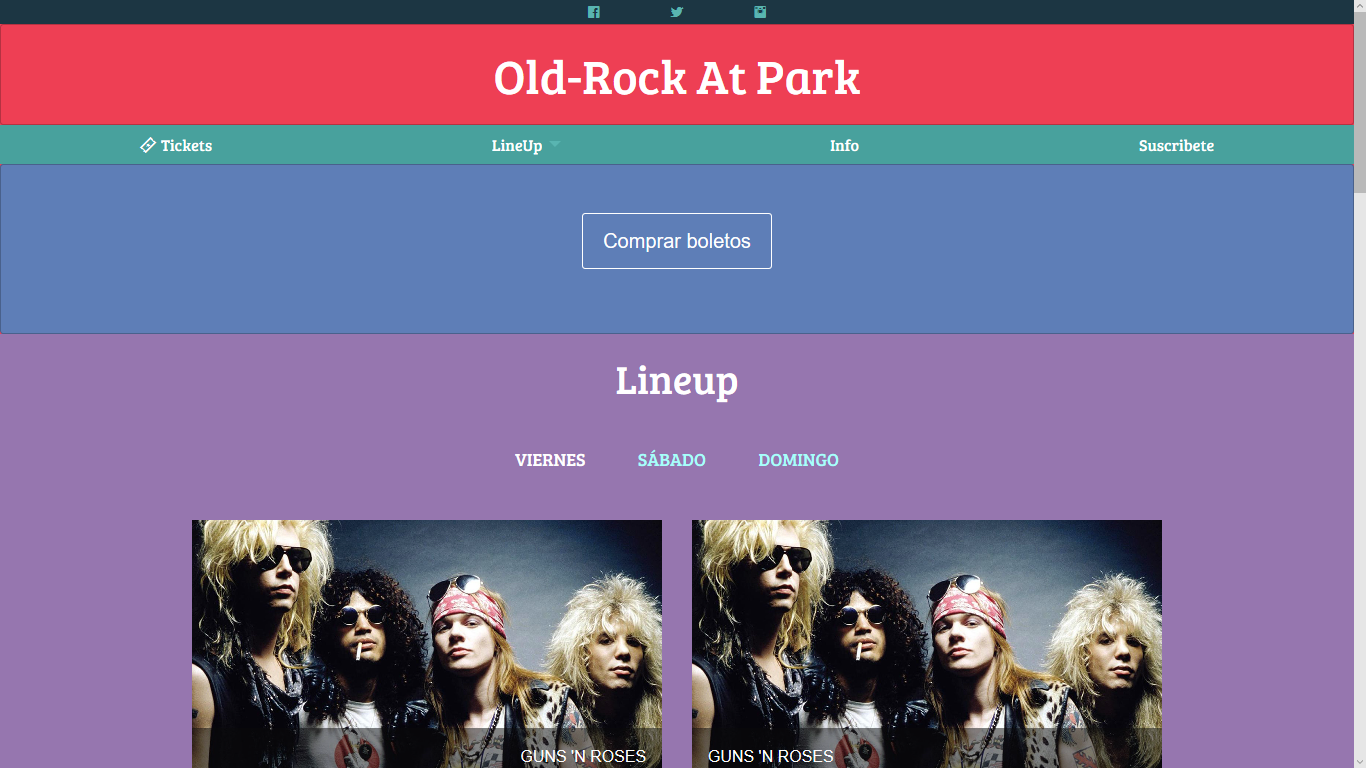 Old-Rock At Park
Tickets LineUp Info Suscribete
Comprar boletos
Lineup
VIERNES SÁBADO DOMINGO
GUNS 'N ROSES GUNS 'N ROSES